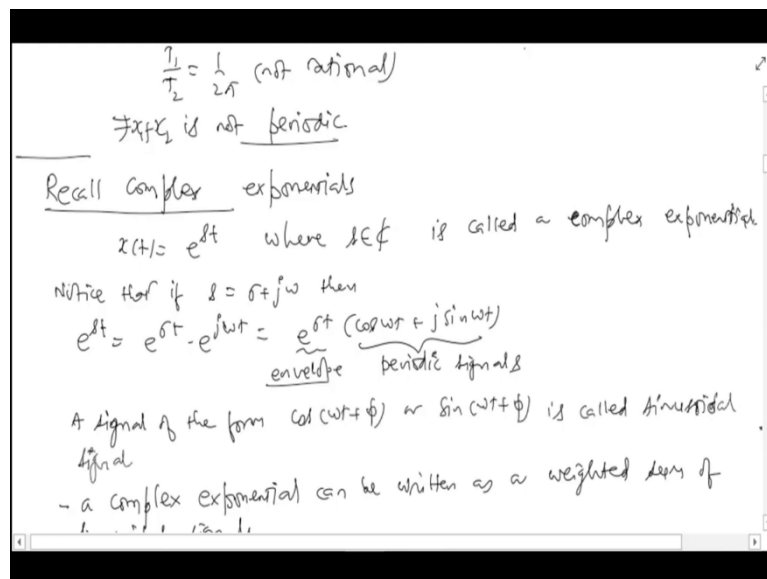 T₁/T₂ = 1/2π (not rational)
⇒ x₁+x₂ is not periodic
Recall complex exponentials
x(t) = e^{st} where s∈ℂ is called a complex exponential
Notice that if s = σ+jω then
e^{st} = e^{σt} · e^{jωt} = e^{σt} (cosωt + j sinωt)
envelope periodic signals
A signal of the form cos(ωt+φ) or sin(ωt+φ) is called sinusoidal
signal
- a complex exponential can be written as a weighted sum of